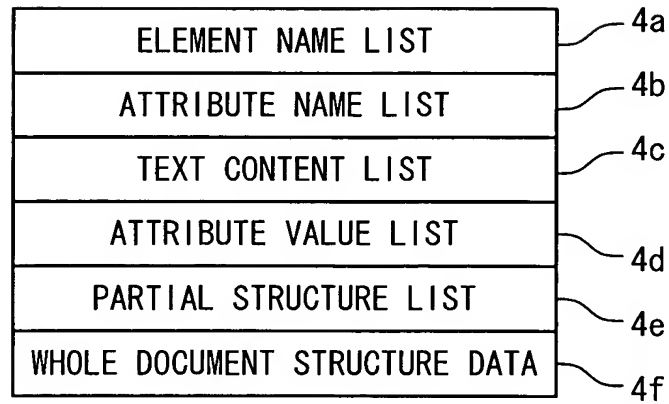 ELEMENT NAME LIST 4a
ATTRIBUTE NAME LIST 4b
TEXT CONTENT LIST 4c
ATTRIBUTE VALUE LIST 4d
PARTIAL STRUCTURE LIST 4e
WHOLE DOCUMENT STRUCTURE DATA 4f